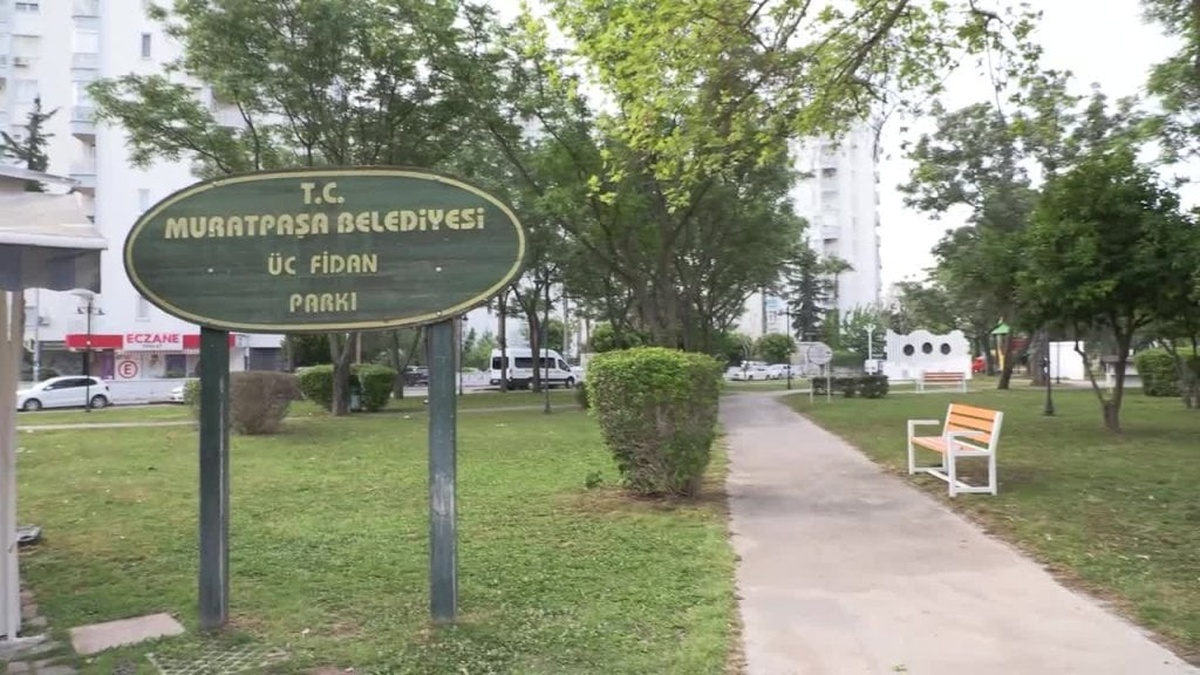 T.C.
MURATPAŞA BELEDİYESİ
ÜÇ FİDAN
PARKI
ECZANE
E